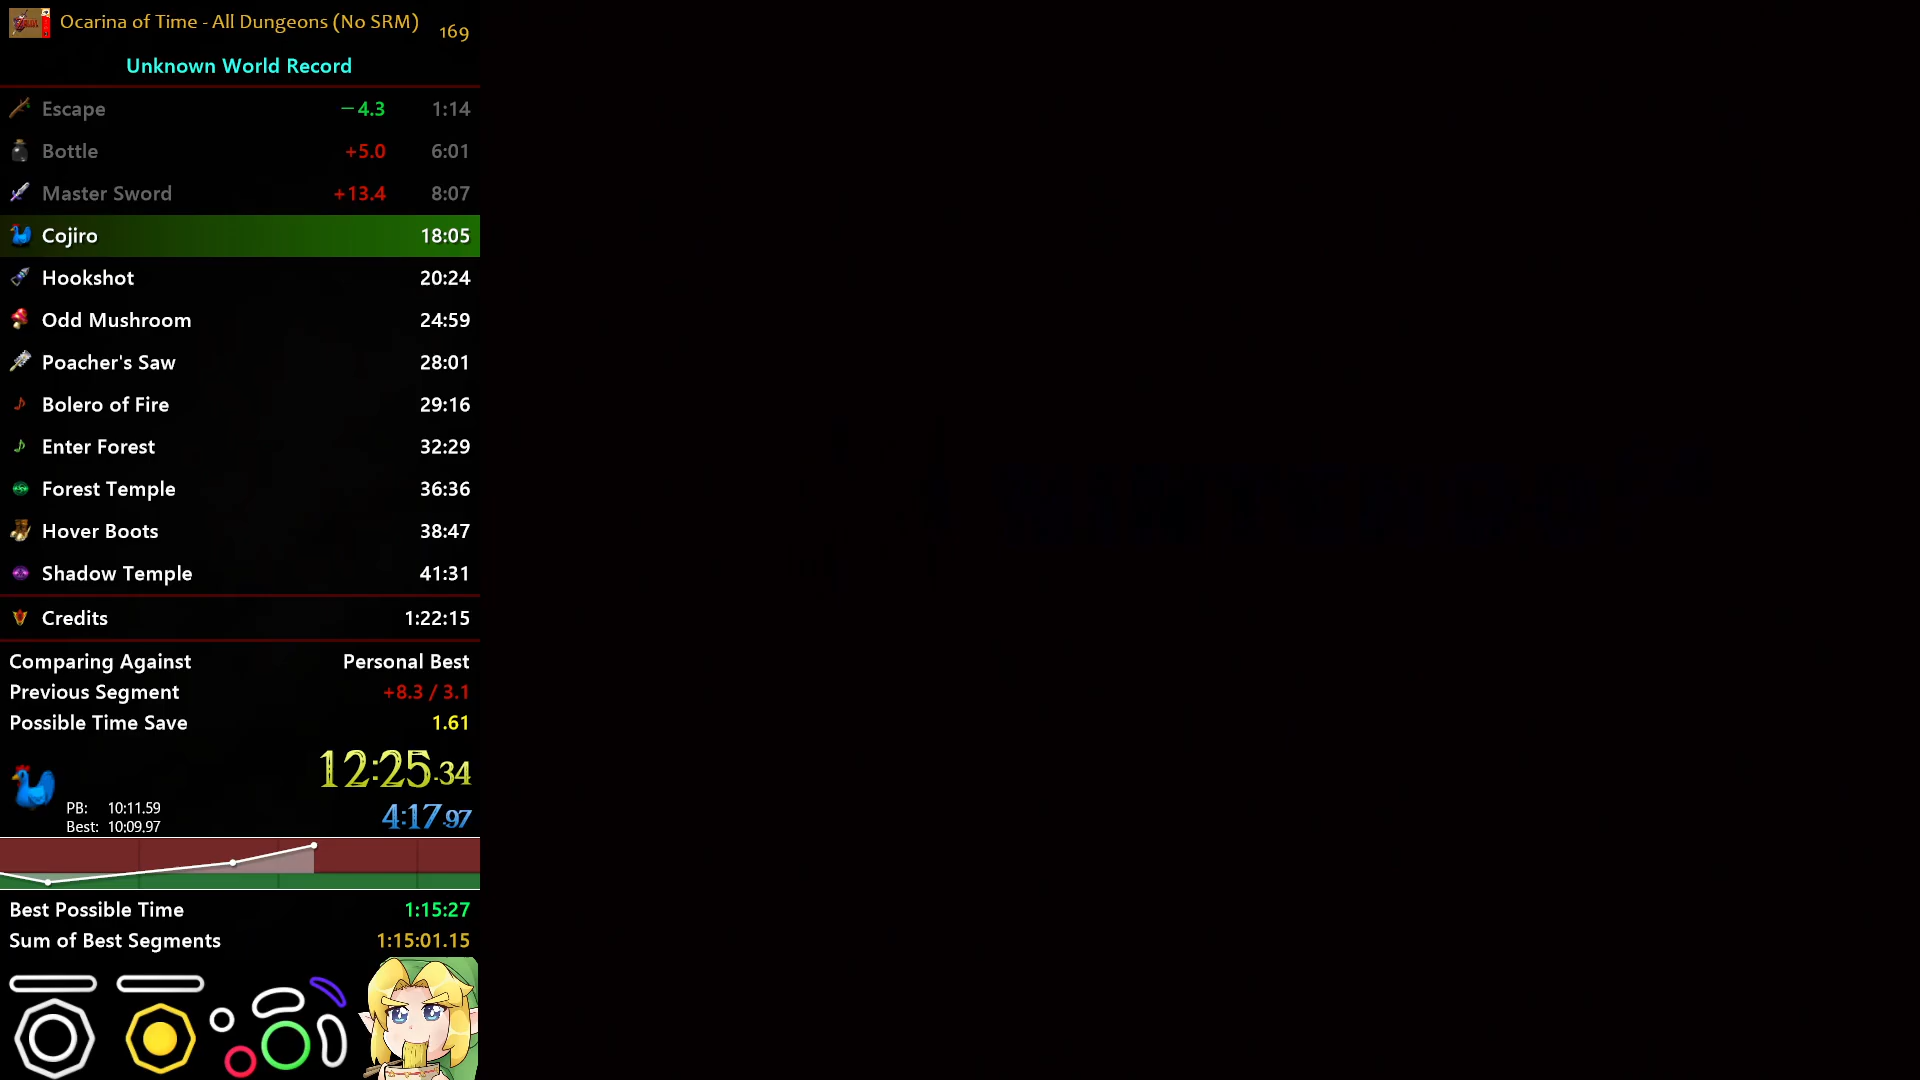 Ocarina of Time - All Dungeons (No SRM) 169
Unknown World Record
Escape −4.3 1:14
Bottle +5.0 6:01
Master Sword +13.4 8:07
Cojiro 18:05
Hookshot 20:24
Odd Mushroom 24:59
Poacher's Saw 28:01
Bolero of Fire 29:16
Enter Forest 32:29
Forest Temple 36:36
Hover Boots 38:47
Shadow Temple 41:31
Credits 1:22:15
Comparing Against Personal Best
Previous Segment +8.3 / 3.1
Possible Time Save 1.61
12:25.34
4:17.97
PB: 10:11.59
Best: 10:09.97
Best Possible Time 1:15:27
Sum of Best Segments 1:15:01.15